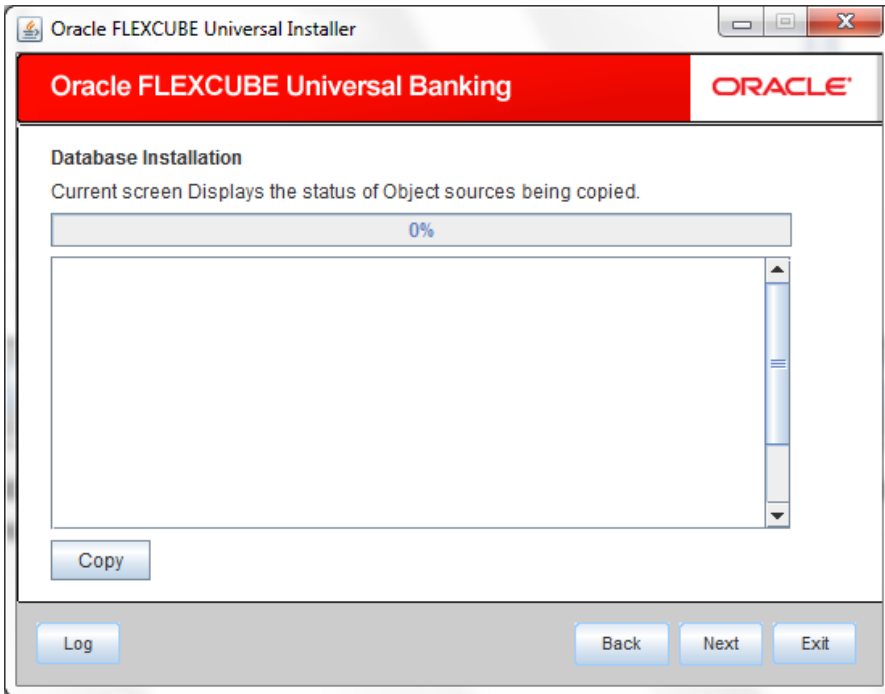 Oracle FLEXCUBE Universal Installer
Oracle FLEXCUBE Universal Banking
ORACLE
Database Installation
Current screen Displays the status of Object sources being copied.
0%
Copy
Log
Back
Next
Exit